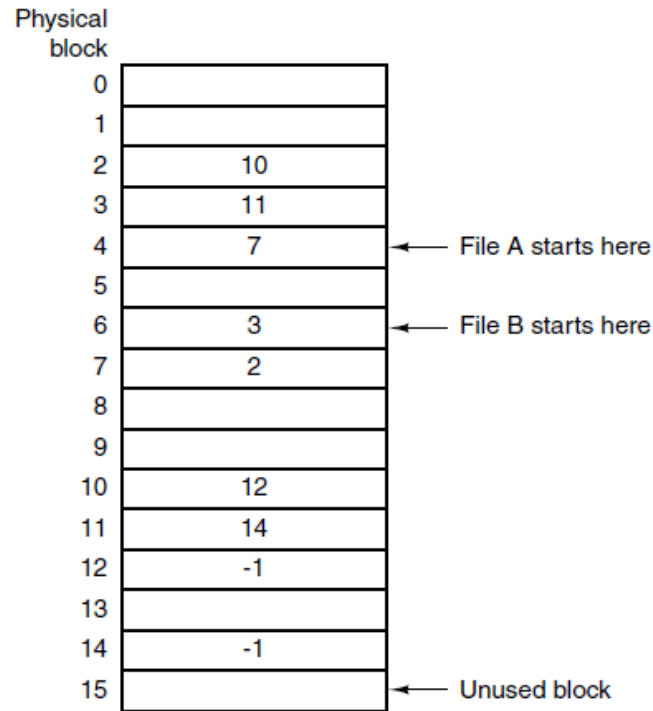 Physical
block
0
1
2 10
3 11
4 7 File A starts here
5
6 3 File B starts here
7 2
8
9
10 12
11 14
12 -1
13
14 -1
15 Unused block